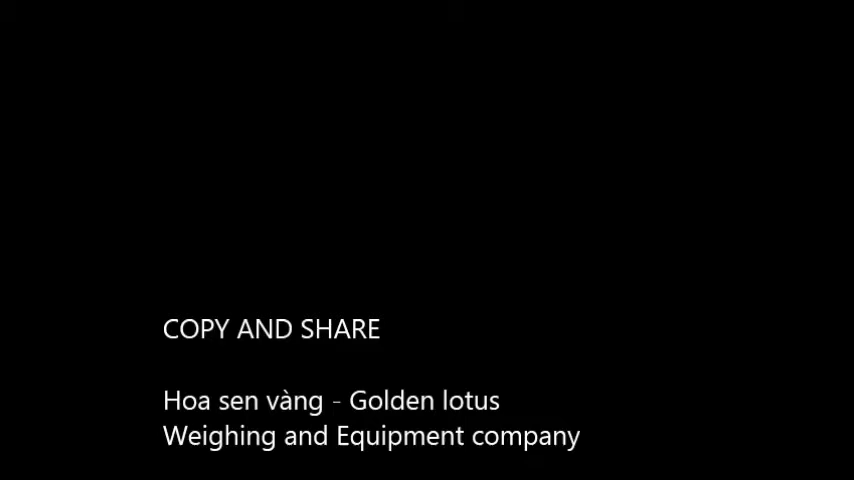 COPY AND SHARE
Hoa sen vàng - Golden lotus
Weighing and Equipment company